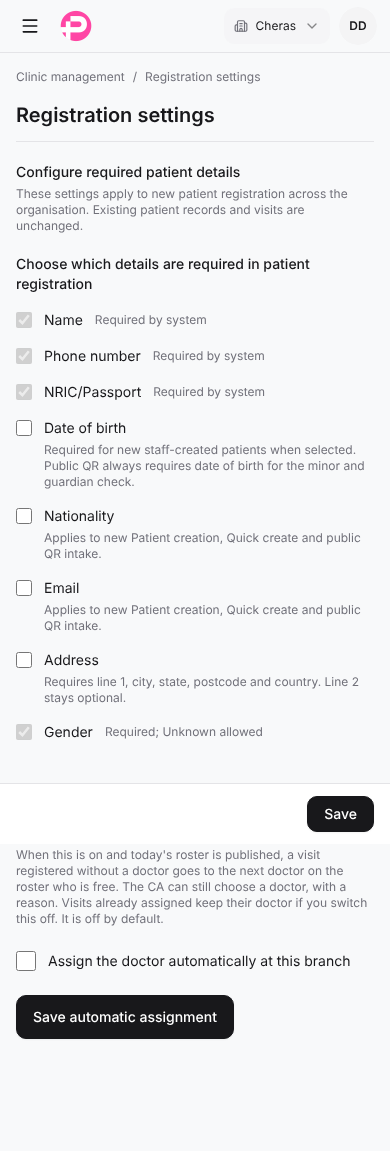 Cheras
DD
Clinic management / Registration settings
Registration settings
Configure required patient details
These settings apply to new patient registration across the
organisation. Existing patient records and visits are
unchanged.
Choose which details are required in patient
registration
Name Required by system
Phone number Required by system
NRIC/Passport Required by system
Date of birth
Required for new staff-created patients when selected.
Public QR always requires date of birth for the minor and
guardian check.
Nationality
Applies to new Patient creation, Quick create and public
QR intake.
Email
Applies to new Patient creation, Quick create and public
QR intake.
Address
Requires line 1, city, state, postcode and country. Line 2
stays optional.
Gender Required; Unknown allowed
Save
When this is on and today's roster is published, a visit
registered without a doctor goes to the next doctor on the
roster who is free. The CA can still choose a doctor, with a
reason. Visits already assigned keep their doctor if you switch
this off. It is off by default.
Assign the doctor automatically at this branch
Save automatic assignment